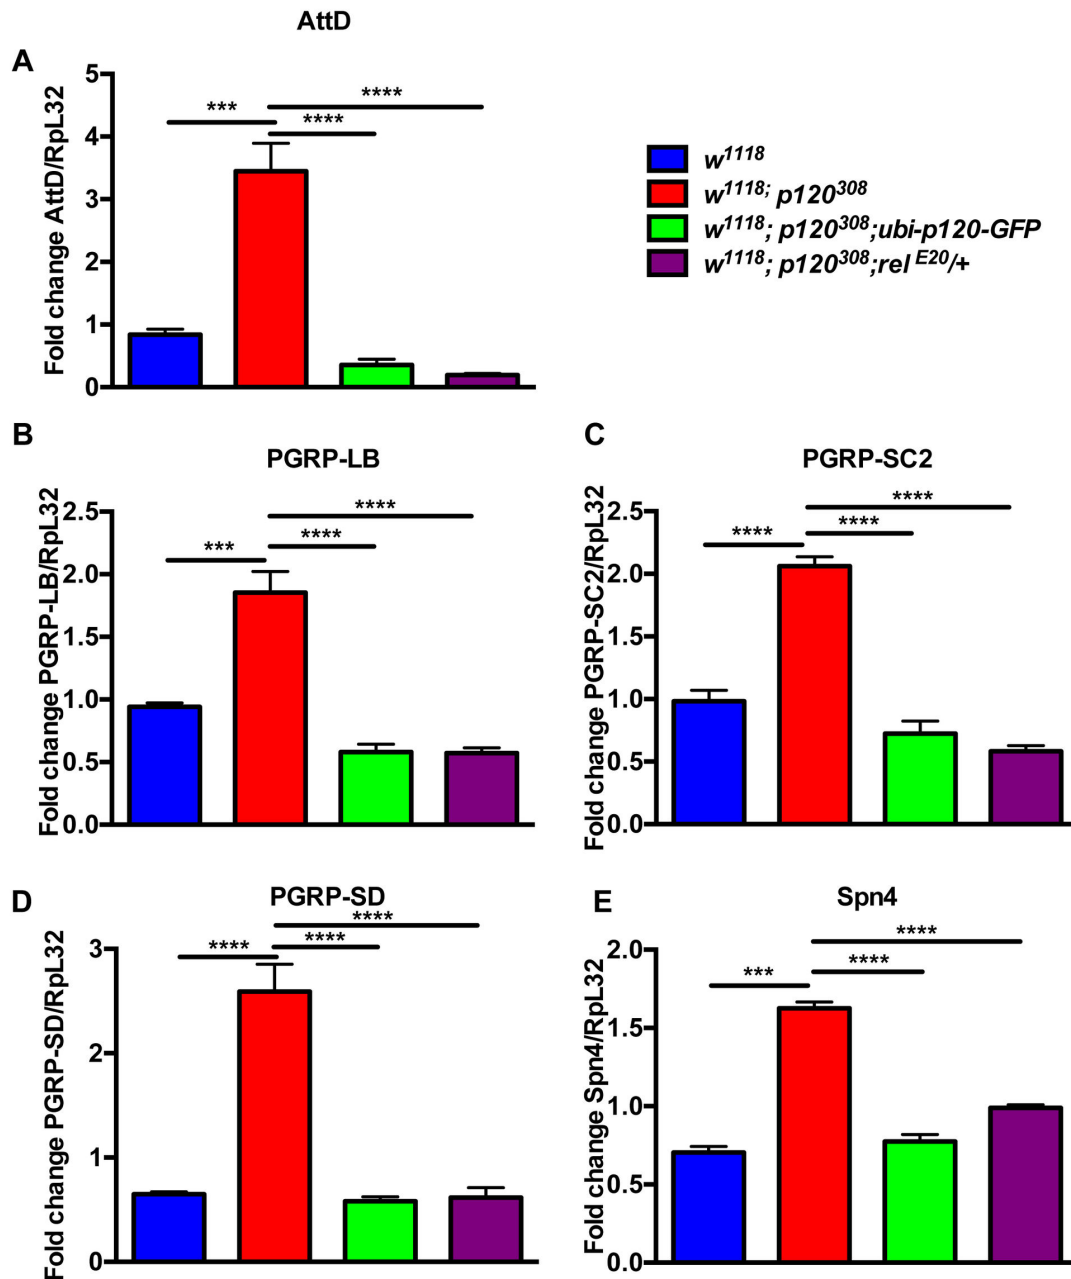 AttD
A
Fold change AttD/RpL32
5
4
3
2
1
0
***
****
****
w1118
w1118; p120308
w1118; p120308;ubi-p120-GFP
w1118; p120308;rel E20/+
B
PGRP-LB
Fold change PGRP-LB/RpL32
2.5
2.0
1.5
1.0
0.5
0.0
***
****
****
C
PGRP-SC2
Fold change PGRP-SC2/RpL32
2.5
2.0
1.5
1.0
0.5
0.0
****
****
****
D
PGRP-SD
Fold change PGRP-SD/RpL32
3
2
1
0
****
****
****
E
Spn4
Fold change Spn4/RpL32
2.0
1.5
1.0
0.5
0.0
***
****
****